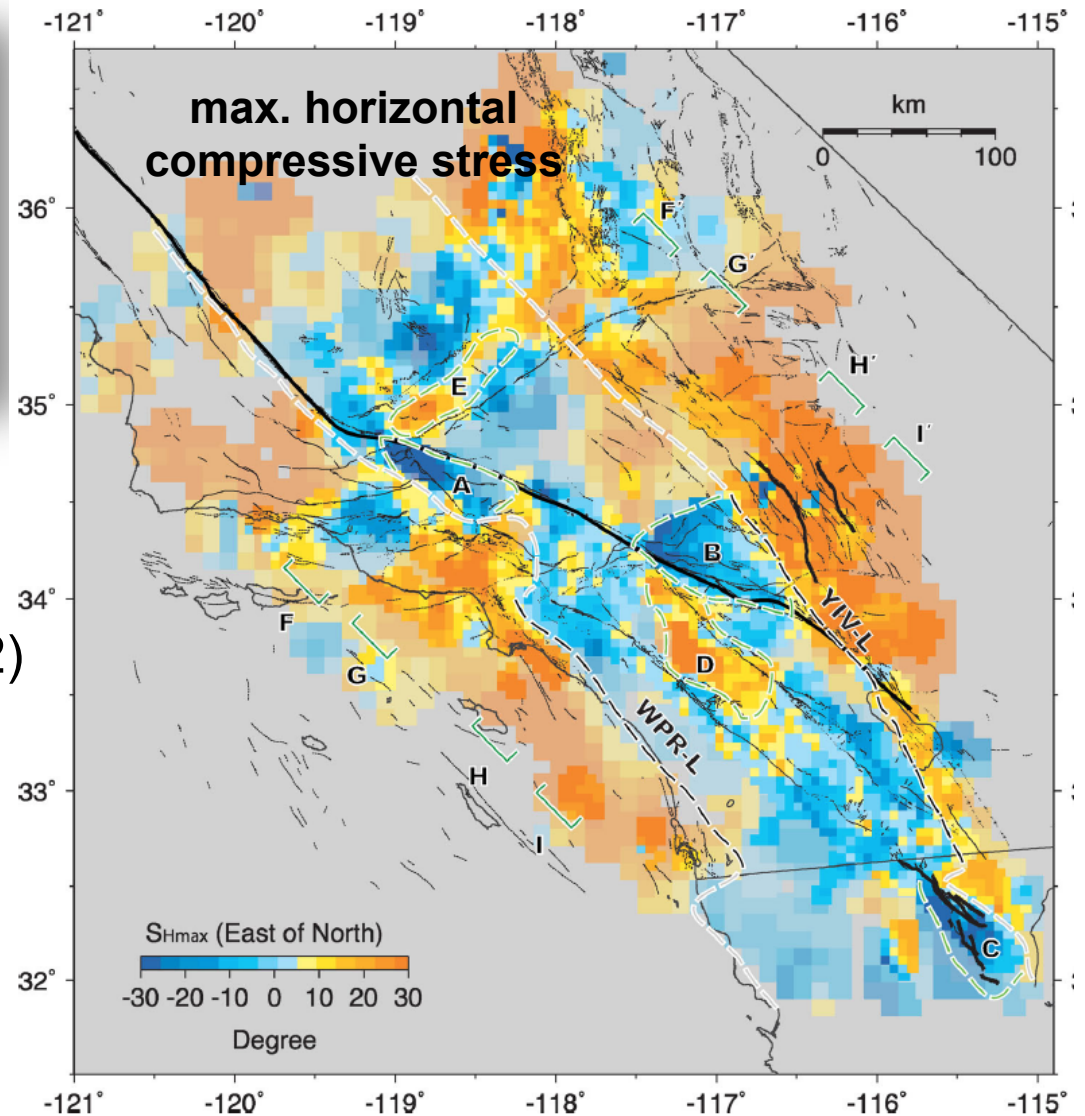 -121° -120° -119° -118° -117° -116° -115°
max. horizontal
compressive stress
km
0 100
36°
35°
34°
33°
32°
F'
G'
H'
I'
E
A
B
YIV-L
F
2)
D
G
WPR-L
H
I
C
SHmax (East of North)
-30 -20 -10 0 10 20 30
Degree
-121° -120° -119° -118° -117° -116° -115°